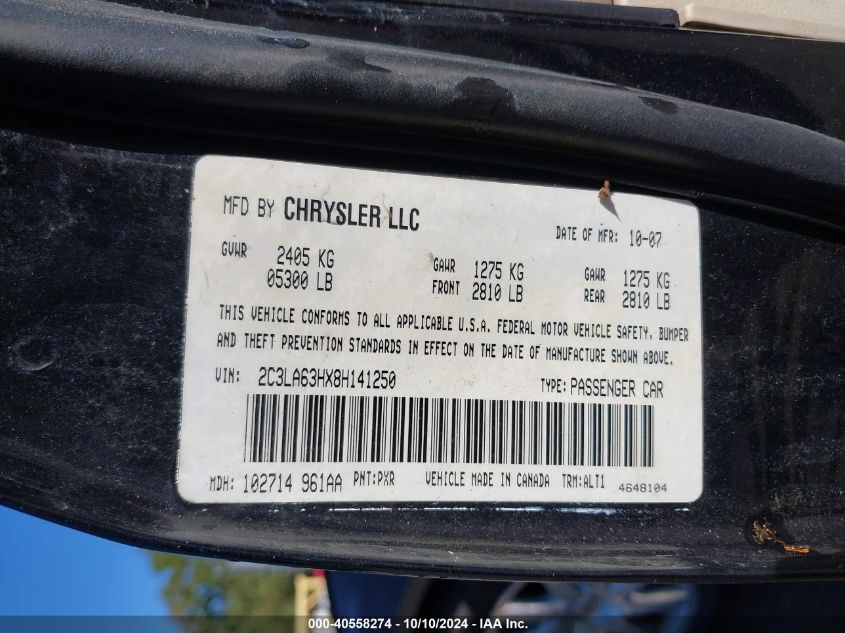 MFD BY CHRYSLER LLC
DATE OF MFR: 10-07
GVWR 2405 KG
05300 LB
GAWR 1275 KG
FRONT 2810 LB
GAWR 1275 KG
REAR 2810 LB
THIS VEHICLE CONFORMS TO ALL APPLICABLE U.S.A. FEDERAL MOTOR VEHICLE SAFETY, BUMPER
AND THEFT PREVENTION STANDARDS IN EFFECT ON THE DATE OF MANUFACTURE SHOWN ABOVE.
VIN: 2C3LA63HX8H141250 TYPE: PASSENGER CAR
MDH: 102714 961AA PNT:PXR VEHICLE MADE IN CANADA TRM:ALT1
4648104
000-40558274 - 10/10/2024 - IAA Inc.